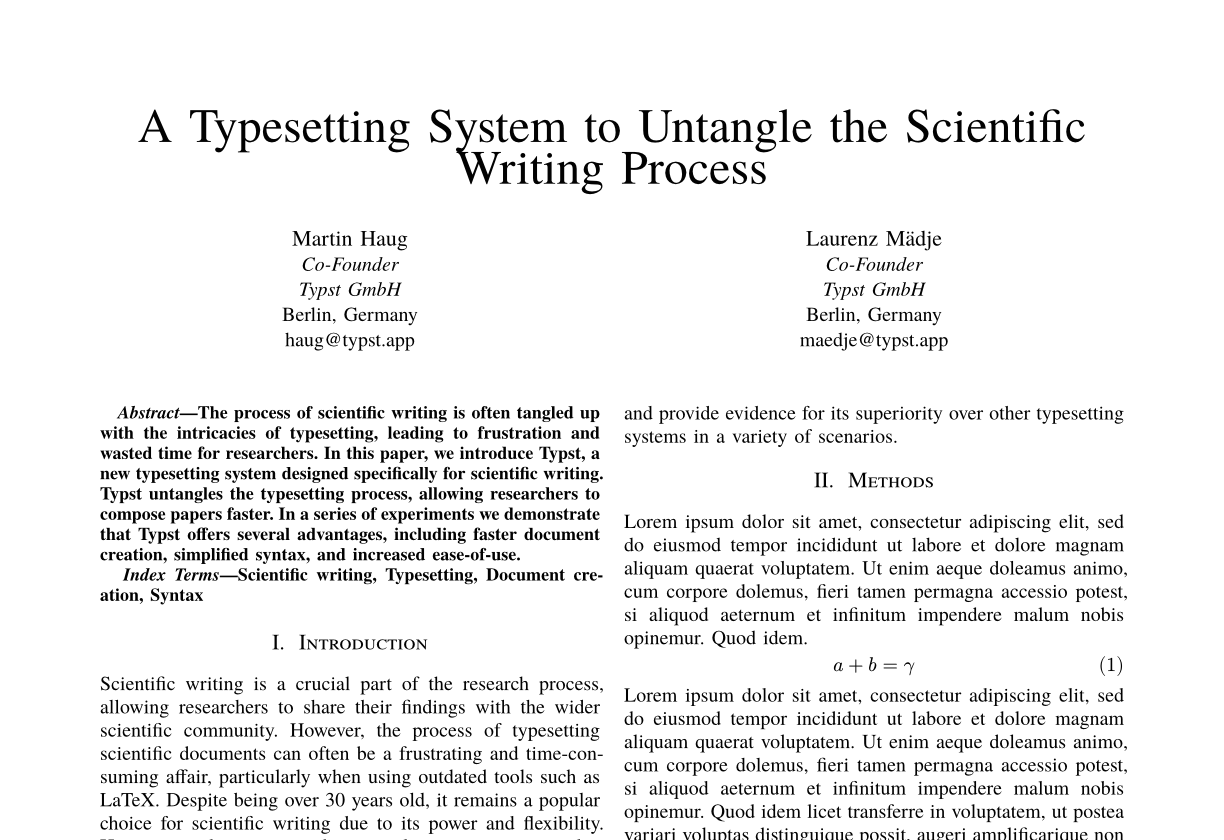 A Typesetting System to Untangle the Scientific
Writing Process
Martin Haug
Co-Founder
Typst GmbH
Berlin, Germany
haug@typst.app
Laurenz Mädje
Co-Founder
Typst GmbH
Berlin, Germany
maedje@typst.app
Abstract—The process of scientific writing is often tangled up
with the intricacies of typesetting, leading to frustration and
wasted time for researchers. In this paper, we introduce Typst, a
new typesetting system designed specifically for scientific writing.
Typst untangles the typesetting process, allowing researchers to
compose papers faster. In a series of experiments we demonstrate
that Typst offers several advantages, including faster document
creation, simplified syntax, and increased ease-of-use.
Index Terms—Scientific writing, Typesetting, Document cre-
ation, Syntax
I. Introduction
Scientific writing is a crucial part of the research process,
allowing researchers to share their findings with the wider
scientific community. However, the process of typesetting
scientific documents can often be a frustrating and time-con-
suming affair, particularly when using outdated tools such as
LaTeX. Despite being over 30 years old, it remains a popular
choice for scientific writing due to its power and flexibility.
and provide evidence for its superiority over other typesetting
systems in a variety of scenarios.
II. Methods
Lorem ipsum dolor sit amet, consectetur adipiscing elit, sed
do eiusmod tempor incididunt ut labore et dolore magnam
aliquam quaerat voluptatem. Ut enim aeque doleamus animo,
cum corpore dolemus, fieri tamen permagna accessio potest,
si aliquod aeternum et infinitum impendere malum nobis
opinemur. Quod idem.
a + b = γ (1)
Lorem ipsum dolor sit amet, consectetur adipiscing elit, sed
do eiusmod tempor incididunt ut labore et dolore magnam
aliquam quaerat voluptatem. Ut enim aeque doleamus animo,
cum corpore dolemus, fieri tamen permagna accessio potest,
si aliquod aeternum et infinitum impendere malum nobis
opinemur. Quod idem licet transferre in voluptatem, ut postea
variari voluptas distinguique possit, augeri amplificarique non